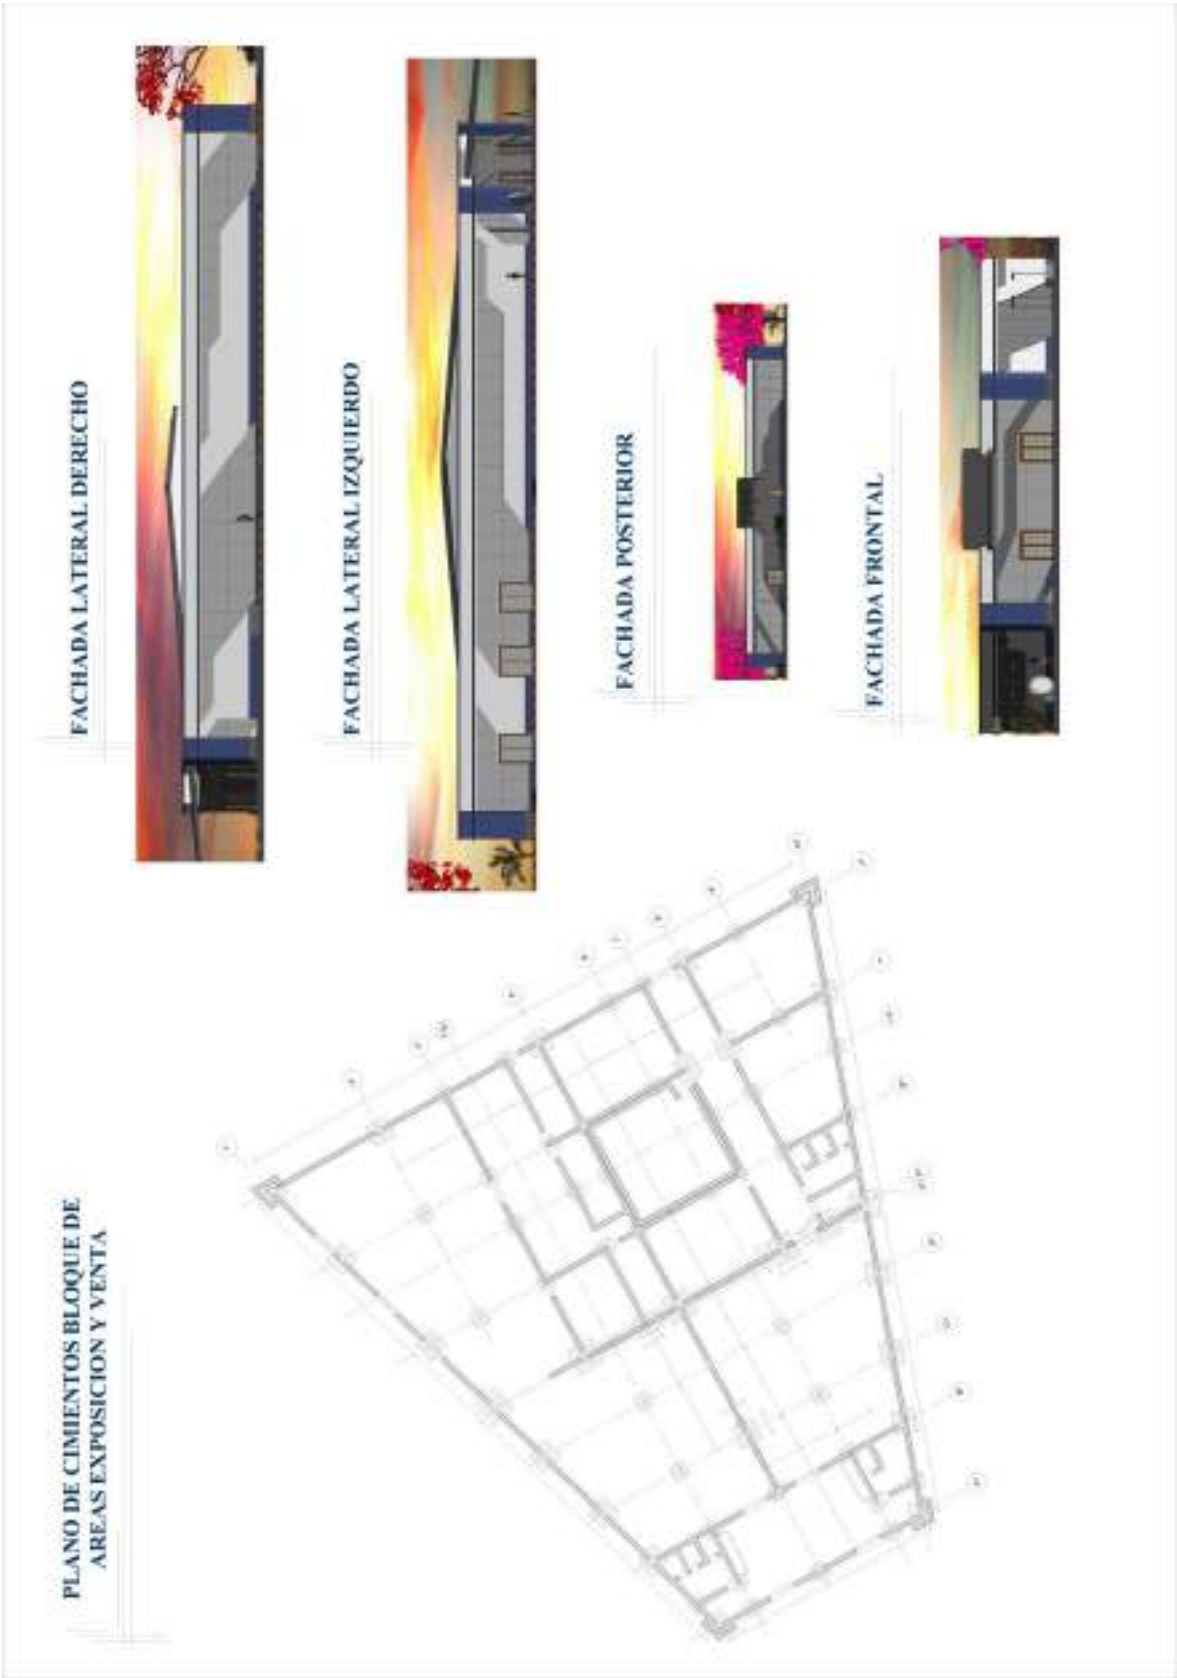 PLANO DE CIMIENTOS BLOQUE DE
AREAS EXPOSICION Y VENTA
FACHADA LATERAL DERECHO
FACHADA LATERAL IZQUIERDO
FACHADA POSTERIOR
FACHADA FRONTAL